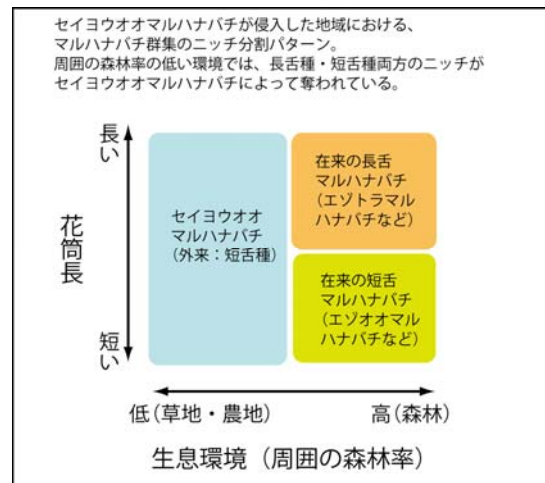 セイヨウオオマルハナバチが侵入した地域における、
マルハナバチ群集のニッチ分割パターン。
周囲の森林率の低い環境では、長舌種・短舌種両方のニッチが
セイヨウオオマルハナバチによって奪われている。
長い
花筒長
短い
セイヨウオオ
マルハナバチ
(外来：短舌種)
在来の長舌
マルハナバチ
(エゾトラマル
ハナバチなど)
在来の短舌
マルハナバチ
(エゾオオマル
ハナバチなど)
低(草地・農地)
高(森林)
生息環境（周囲の森林率）